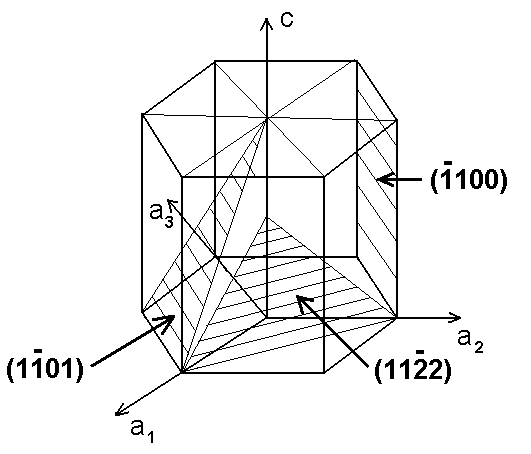 c
(1̄100)
a₃
(11̄01)
a₂
(112̄2)
a₁